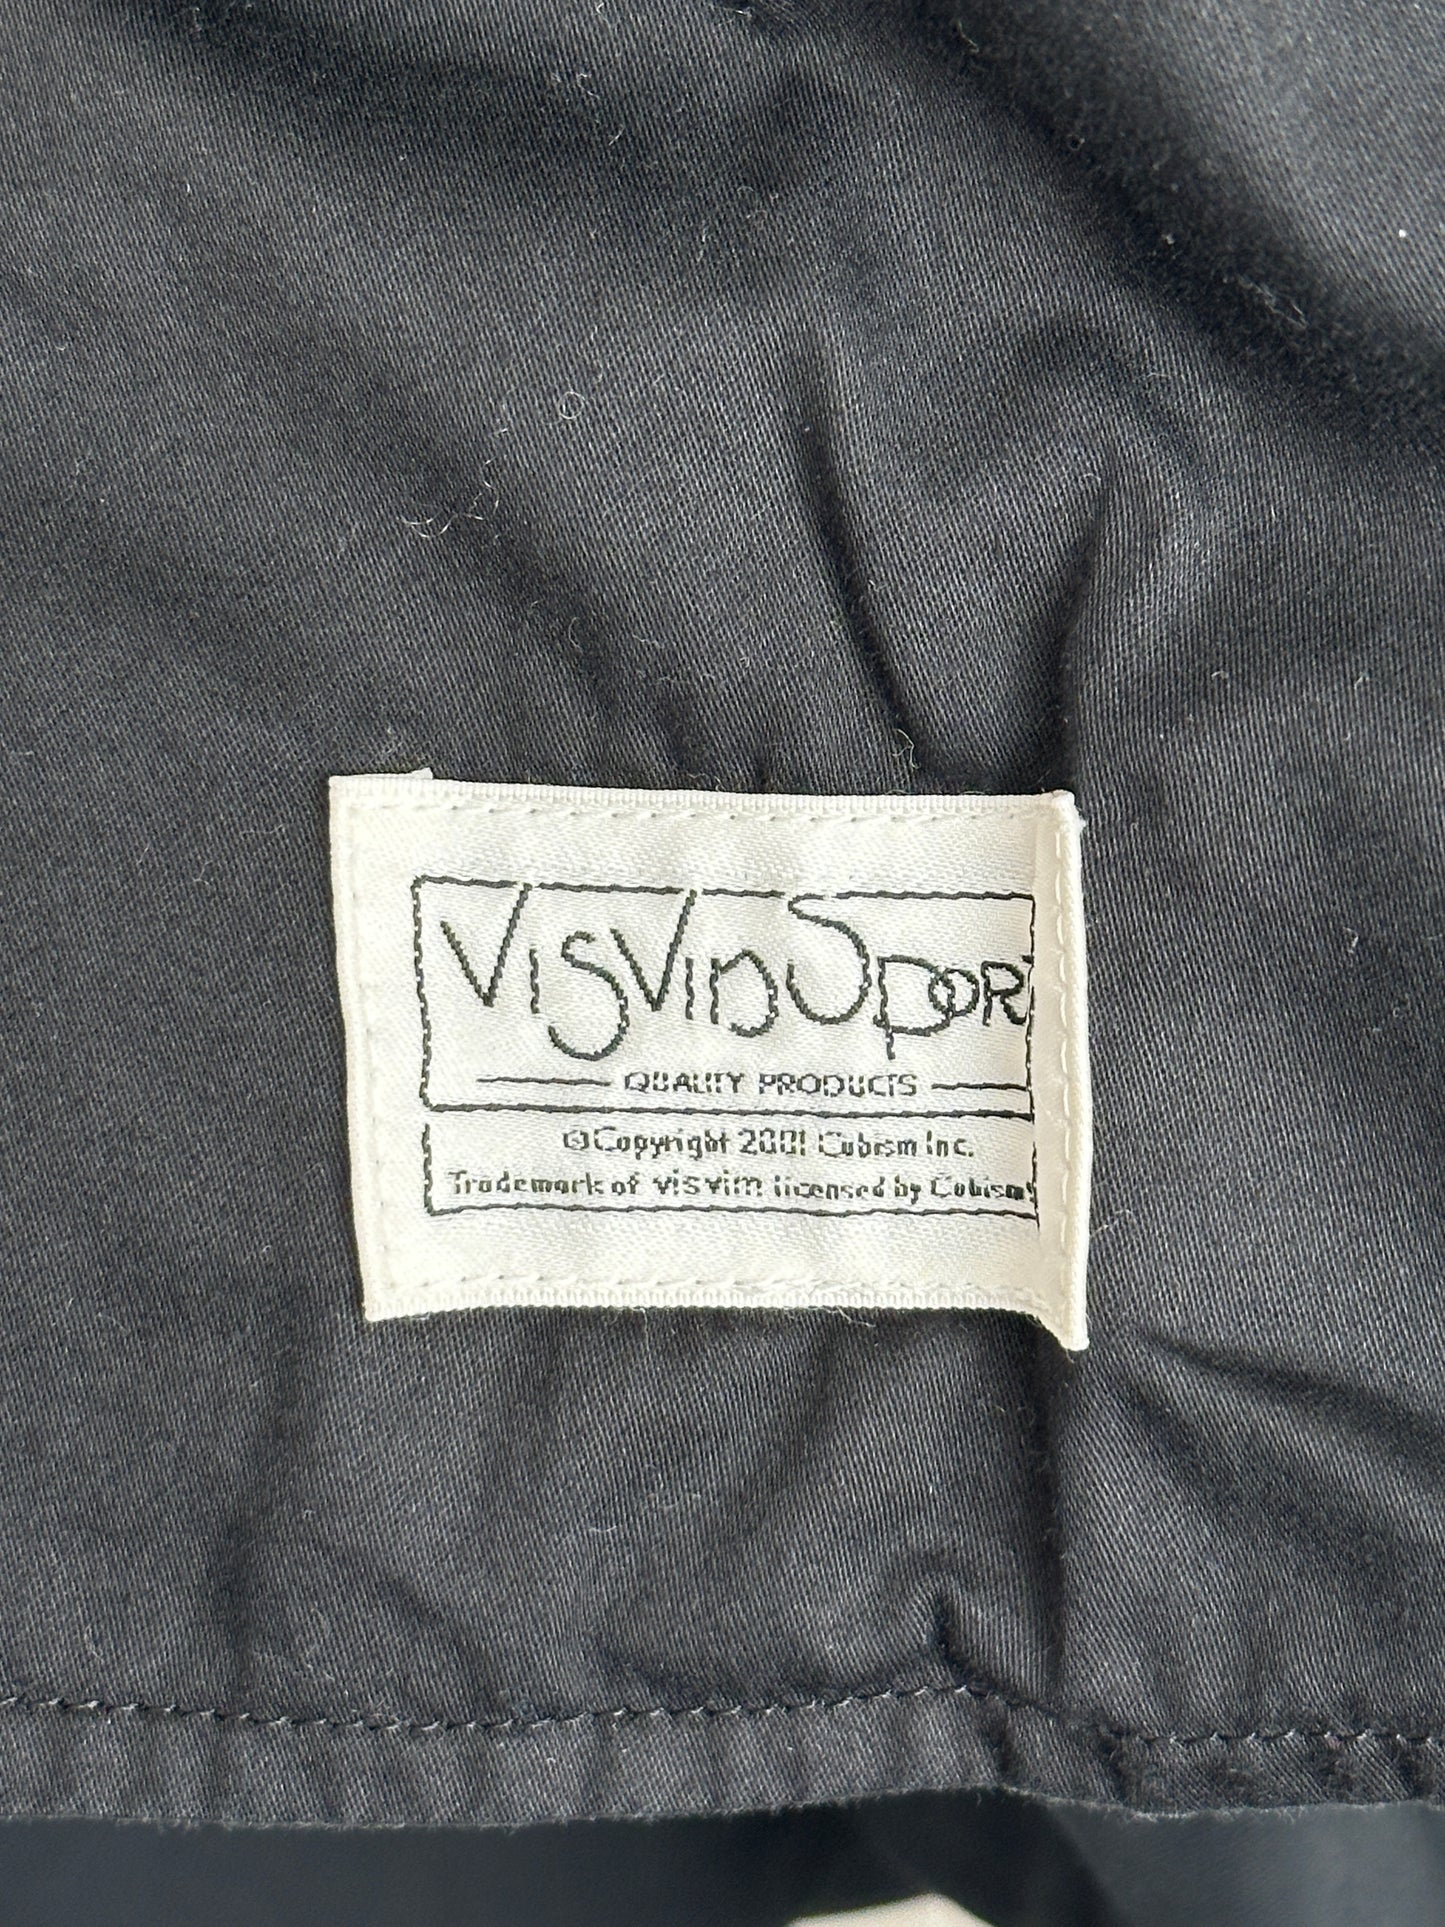 VISVIM SPORT
QUALITY PRODUCTS
©Copyright 2001 Cubism Inc.
Trademark of visvim licensed by Cubism